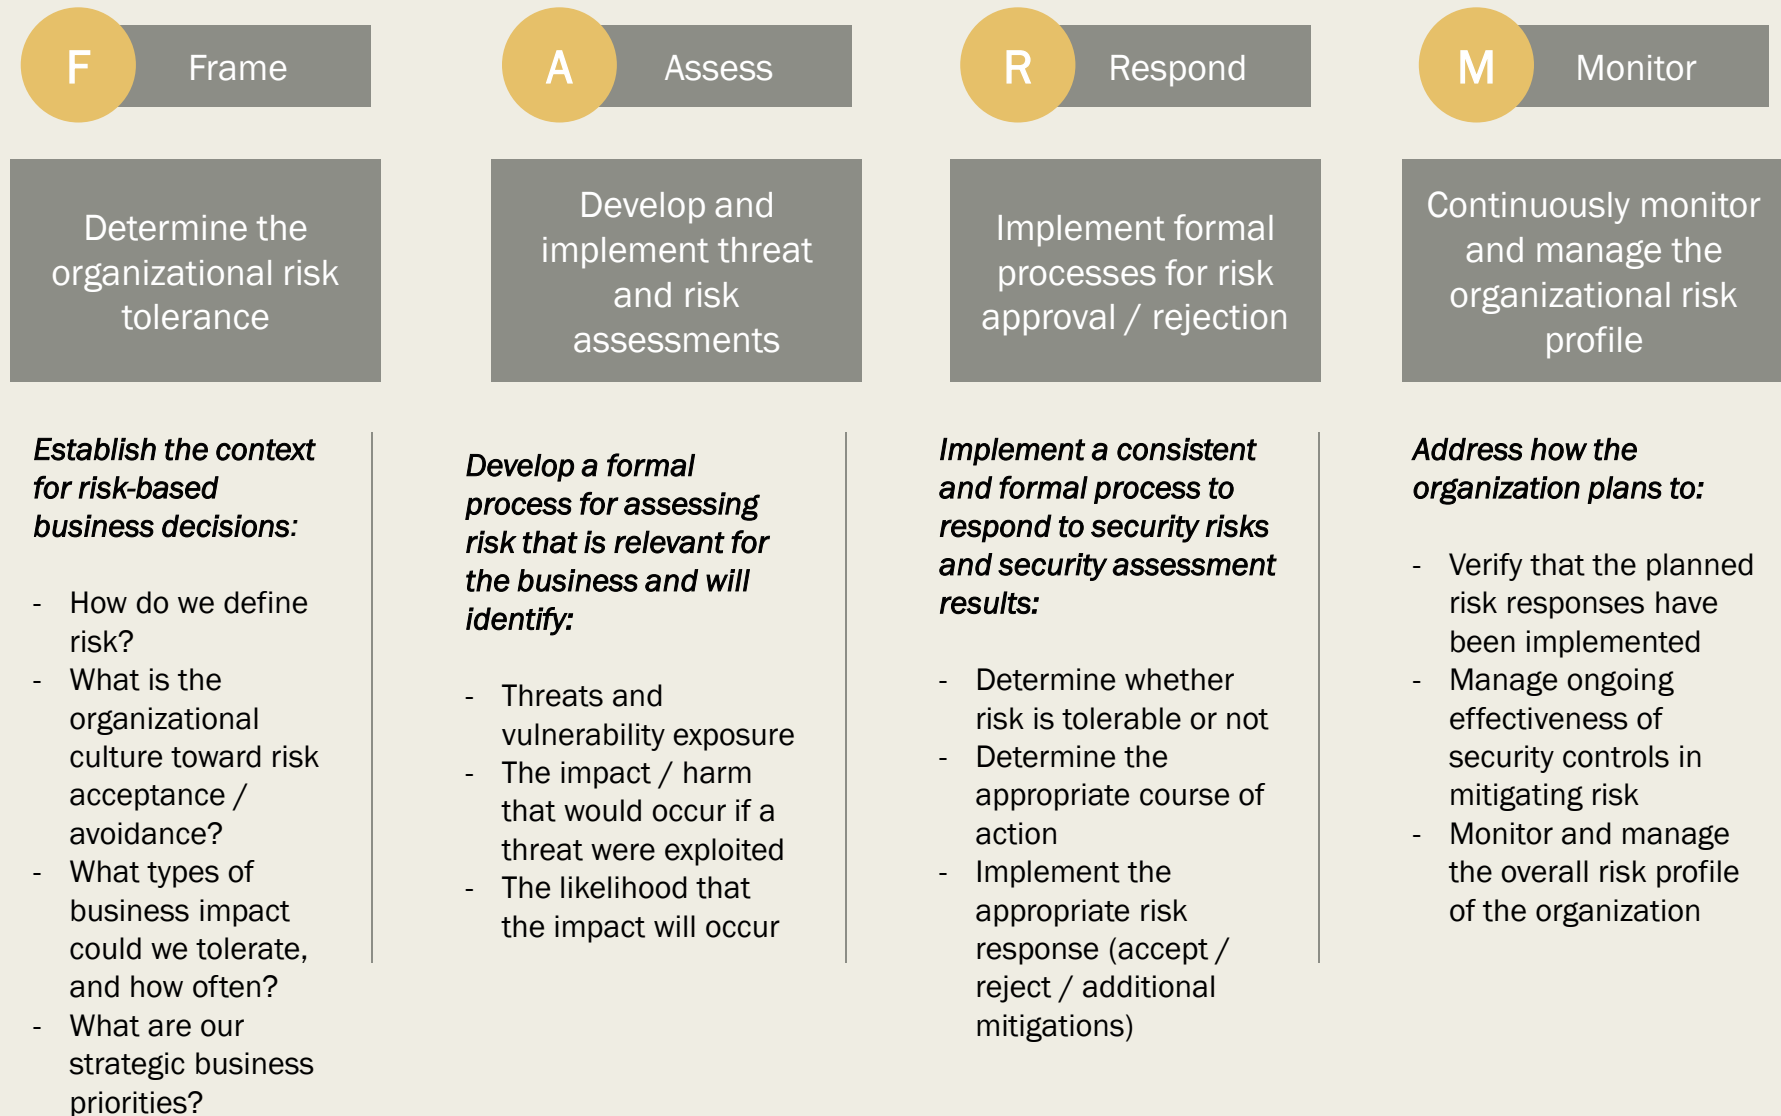 F
Frame
Determine the
organizational risk
tolerance
Establish the context
for risk-based
business decisions:
- How do we define
risk?
- What is the
organizational
culture toward risk
acceptance /
avoidance?
- What types of
business impact
could we tolerate,
and how often?
- What are our
strategic business
priorities?
A
Assess
Develop and
implement threat
and risk
assessments
Develop a formal
process for assessing
risk that is relevant for
the business and will
identify:
- Threats and
vulnerability exposure
- The impact / harm
that would occur if a
threat were exploited
- The likelihood that
the impact will occur
R
Respond
Implement formal
processes for risk
approval / rejection
Implement a consistent
and formal process to
respond to security risks
and security assessment
results:
- Determine whether
risk is tolerable or not
- Determine the
appropriate course of
action
- Implement the
appropriate risk
response (accept /
reject / additional
mitigations)
M
Monitor
Continuously monitor
and manage the
organizational risk
profile
Address how the
organization plans to:
- Verify that the planned
risk responses have
been implemented
- Manage ongoing
effectiveness of
security controls in
mitigating risk
- Monitor and manage
the overall risk profile
of the organization